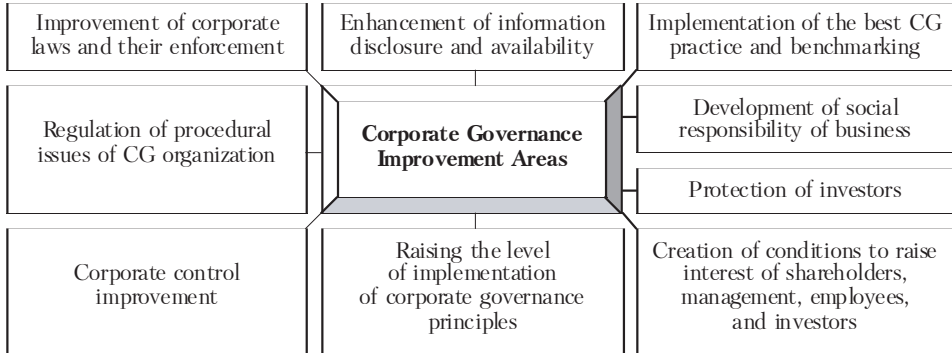 Improvement of corporate
laws and their enforcement
Enhancement of information
disclosure and availability
Implementation of the best CG
practice and benchmarking
Regulation of procedural
issues of CG organization
Corporate Governance
Improvement Areas
Development of social
responsibility of business
Protection of investors
Corporate control
improvement
Raising the level
of implementation
of corporate governance
principles
Creation of conditions to raise
interest of shareholders,
management, employees,
and investors